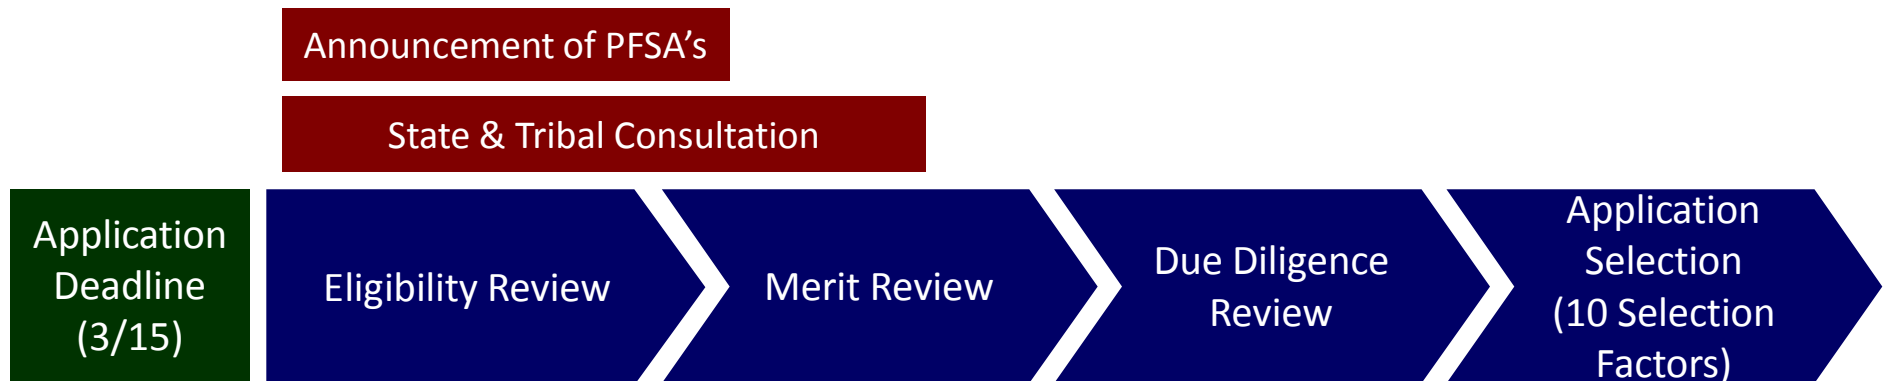 Announcement of PFSA’s
State & Tribal Consultation
Application
Deadline
(3/15)
Eligibility Review
Merit Review
Due Diligence
Review
Application
Selection
(10 Selection
Factors)